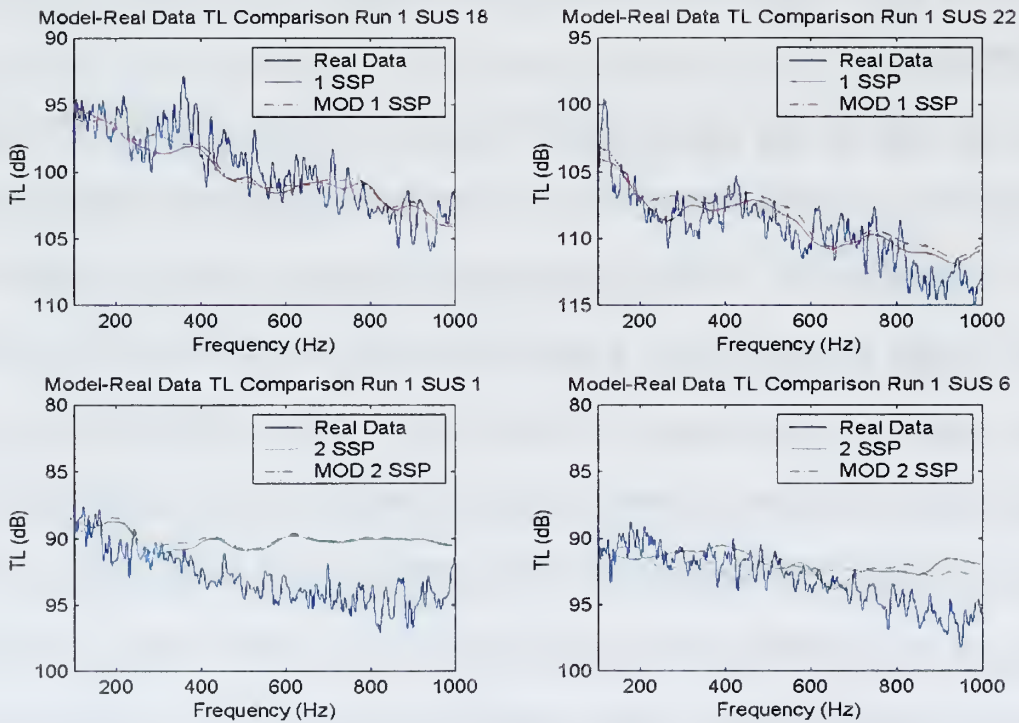 Model-Real Data TL Comparison Run 1 SUS 18
90
95
100
105
110
TL (dB)
Real Data
1 SSP
MOD 1 SSP
200 400 600 800 1000
Frequency (Hz)
Model-Real Data TL Comparison Run 1 SUS 22
95
100
105
110
115
TL (dB)
Real Data
1 SSP
MOD 1 SSP
200 400 600 800 1000
Frequency (Hz)
Model-Real Data TL Comparison Run 1 SUS 1
80
85
90
95
100
TL (dB)
Real Data
2 SSP
MOD 2 SSP
200 400 600 800 1000
Frequency (Hz)
Model-Real Data TL Comparison Run 1 SUS 6
80
85
90
95
100
TL (dB)
Real Data
2 SSP
MOD 2 SSP
200 400 600 800 1000
Frequency (Hz)